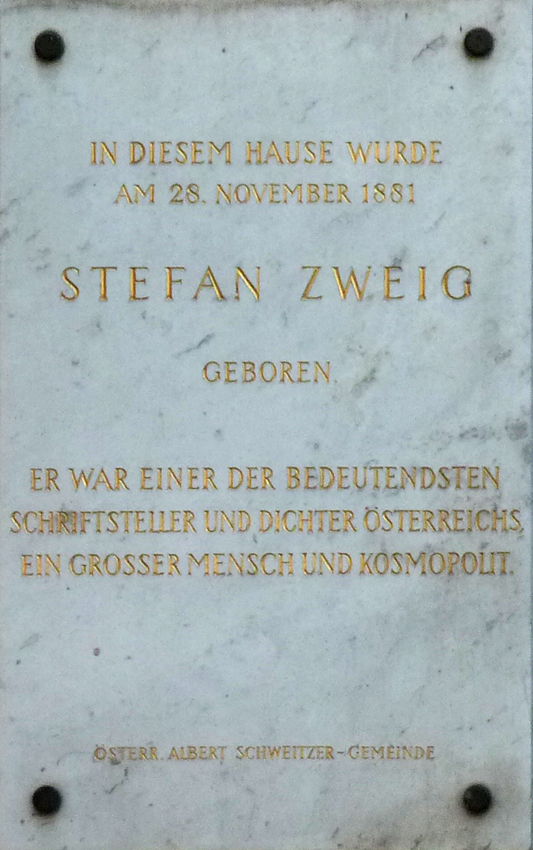 IN DIESEM HAUSE WURDE
AM 28. NOVEMBER 1881
STEFAN ZWEIG
GEBOREN.
ER WAR EINER DER BEDEUTENDSTEN
SCHRIFTSTELLER UND DICHTER ÖSTERREICHS,
EIN GROSSER MENSCH UND KOSMOPOLIT.
ÖSTERR. ALBERT SCHWEITZER-GEMEINDE